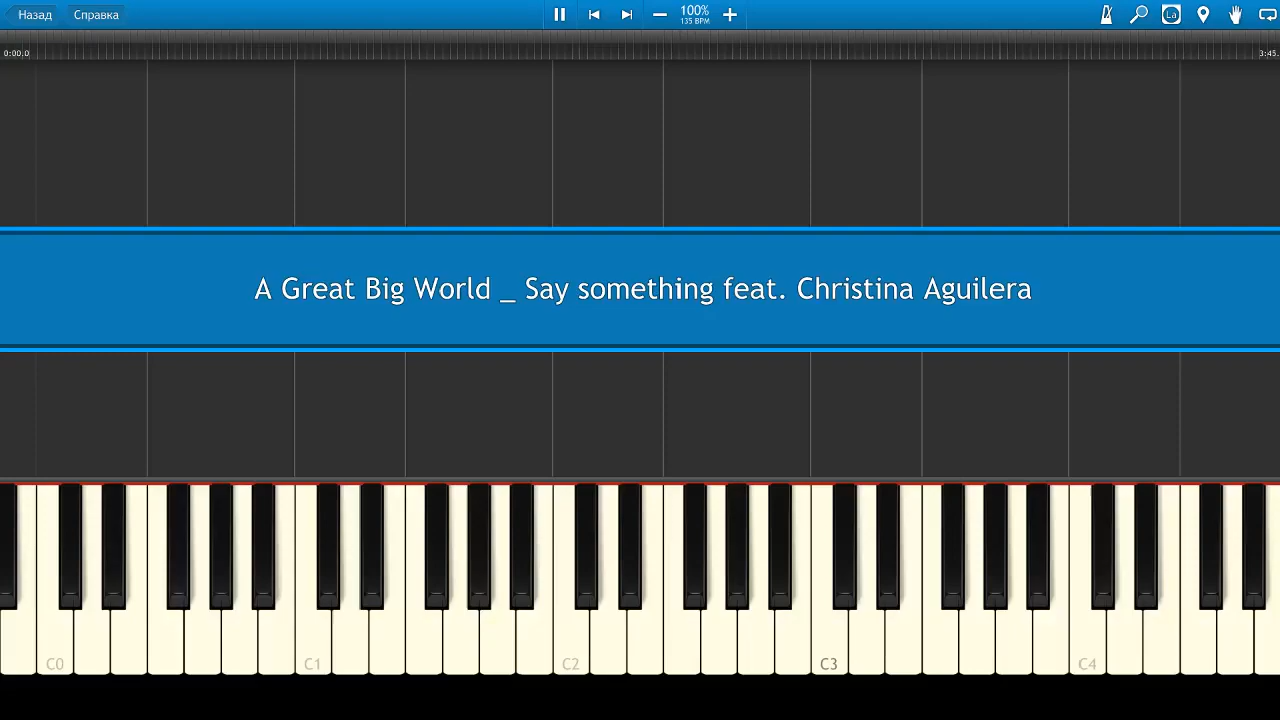 Назад Справка 100% La
135 BPM
0:00,0 3:45.
A Great Big World _ Say something feat. Christina Aguilera
C0 C1 C2 C3 C4